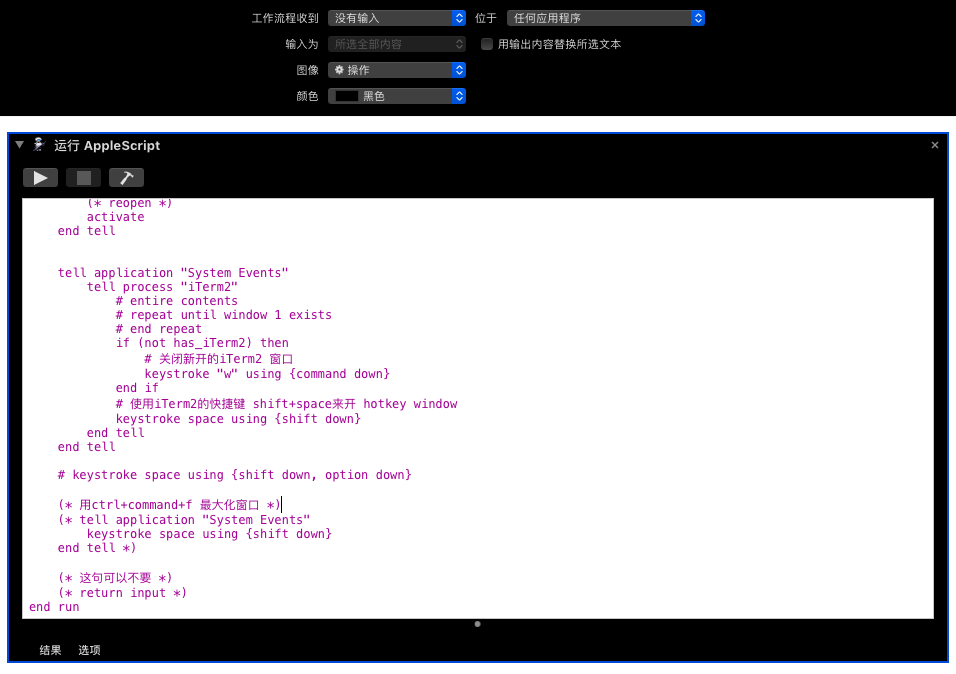 工作流程收到 没有输入 位于 任何应用程序
输入为 所选全部内容 用输出内容替换所选文本
图像 操作
颜色 黑色
运行 AppleScript
(* reopen *)
activate
end tell
tell application "System Events"
tell process "iTerm2"
# entire contents
# repeat until window 1 exists
# end repeat
if (not has_iTerm2) then
# 关闭新开的iTerm2 窗口
keystroke "w" using {command down}
end if
# 使用iTerm2的快捷键 shift+space来开 hotkey window
keystroke space using {shift down}
end tell
end tell
# keystroke space using {shift down, option down}
(* 用ctrl+command+f 最大化窗口 *)
(* tell application "System Events"
keystroke space using {shift down}
end tell *)
(* 这句可以不要 *)
(* return input *)
end run
结果 选项